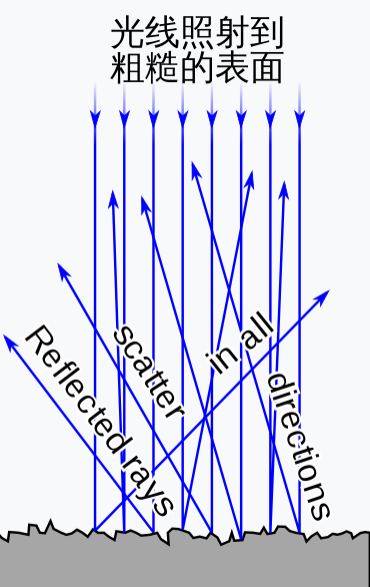 光线照射到
粗糙的表面
Reflected rays
scatter
in all
directions